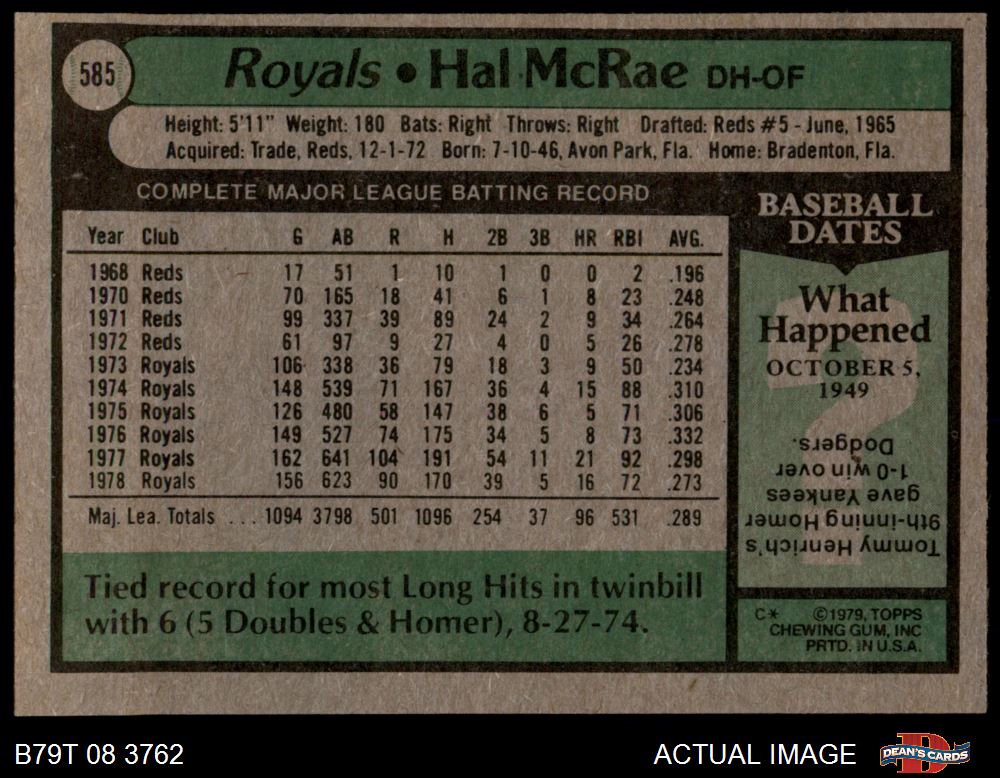 585
Royals • Hal McRae DH-OF
Height: 5'11" Weight: 180 Bats: Right Throws: Right Drafted: Reds #5 - June, 1965
Acquired: Trade, Reds, 12-1-72 Born: 7-10-46, Avon Park, Fla. Home: Bradenton, Fla.
COMPLETE MAJOR LEAGUE BATTING RECORD
Year Club G AB R H 2B 3B HR RBI AVG.
1968 Reds 17 51 1 10 1 0 0 2 .196
1970 Reds 70 165 18 41 6 1 8 23 .248
1971 Reds 99 337 39 89 24 2 9 34 .264
1972 Reds 61 97 9 27 4 0 5 26 .278
1973 Royals 106 338 36 79 18 3 9 50 .234
1974 Royals 148 539 71 167 36 4 15 88 .310
1975 Royals 126 480 58 147 38 6 5 71 .306
1976 Royals 149 527 74 175 34 5 8 73 .332
1977 Royals 162 641 104 191 54 11 21 92 .298
1978 Royals 156 623 90 170 39 5 16 72 .273
Maj. Lea. Totals ... 1094 3798 501 1096 254 37 96 531 .289
Tied record for most Long Hits in twinbill
with 6 (5 Doubles & Homer), 8-27-74.
BASEBALL
DATES
What
Happened
OCTOBER 5,
1949
?
Tommy Henrich's
9th-inning Homer
gave Yankees
1-0 win over
Dodgers.
C* ©1979, TOPPS
CHEWING GUM, INC
PRTD. IN U.S.A.
B79T 08 3762
ACTUAL IMAGE
D
DEAN'S CARDS